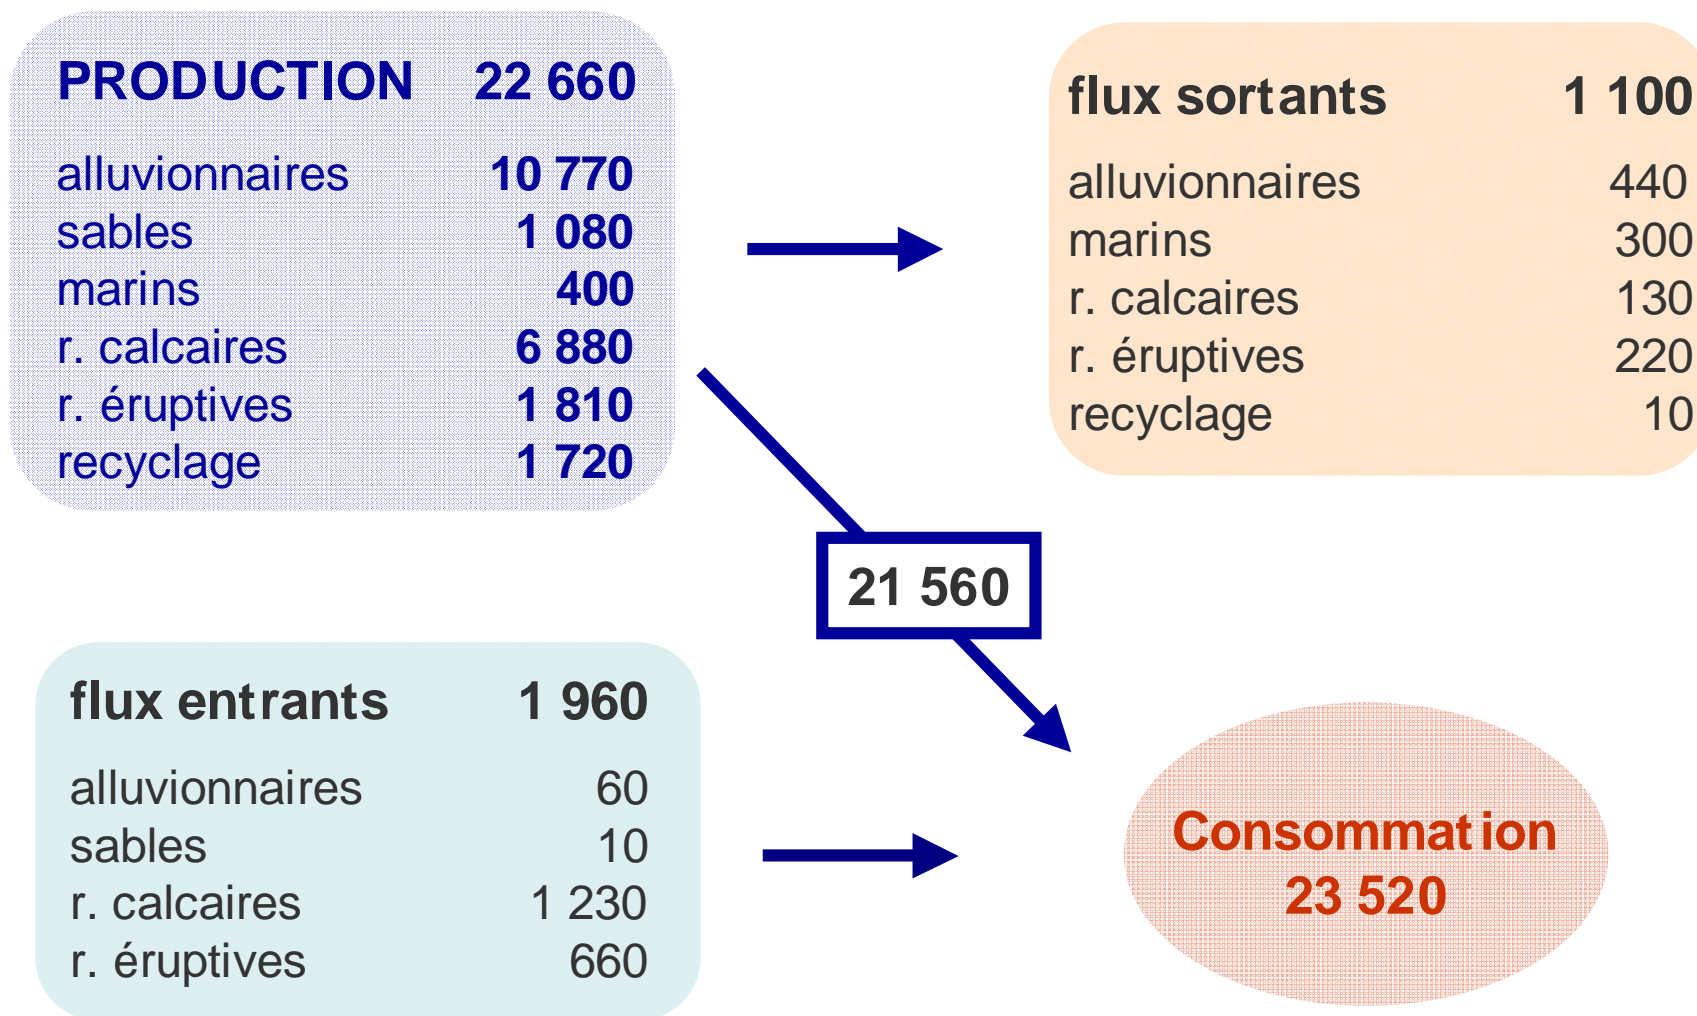 PRODUCTION 22 660
alluvionnaires 10 770
sables 1 080
marins 400
r. calcaires 6 880
r. éruptives 1 810
recyclage 1 720
flux sortants 1 100
alluvionnaires 440
marins 300
r. calcaires 130
r. éruptives 220
recyclage 10
21 560
flux entrants 1 960
alluvionnaires 60
sables 10
r. calcaires 1 230
r. éruptives 660
Consommation
23 520